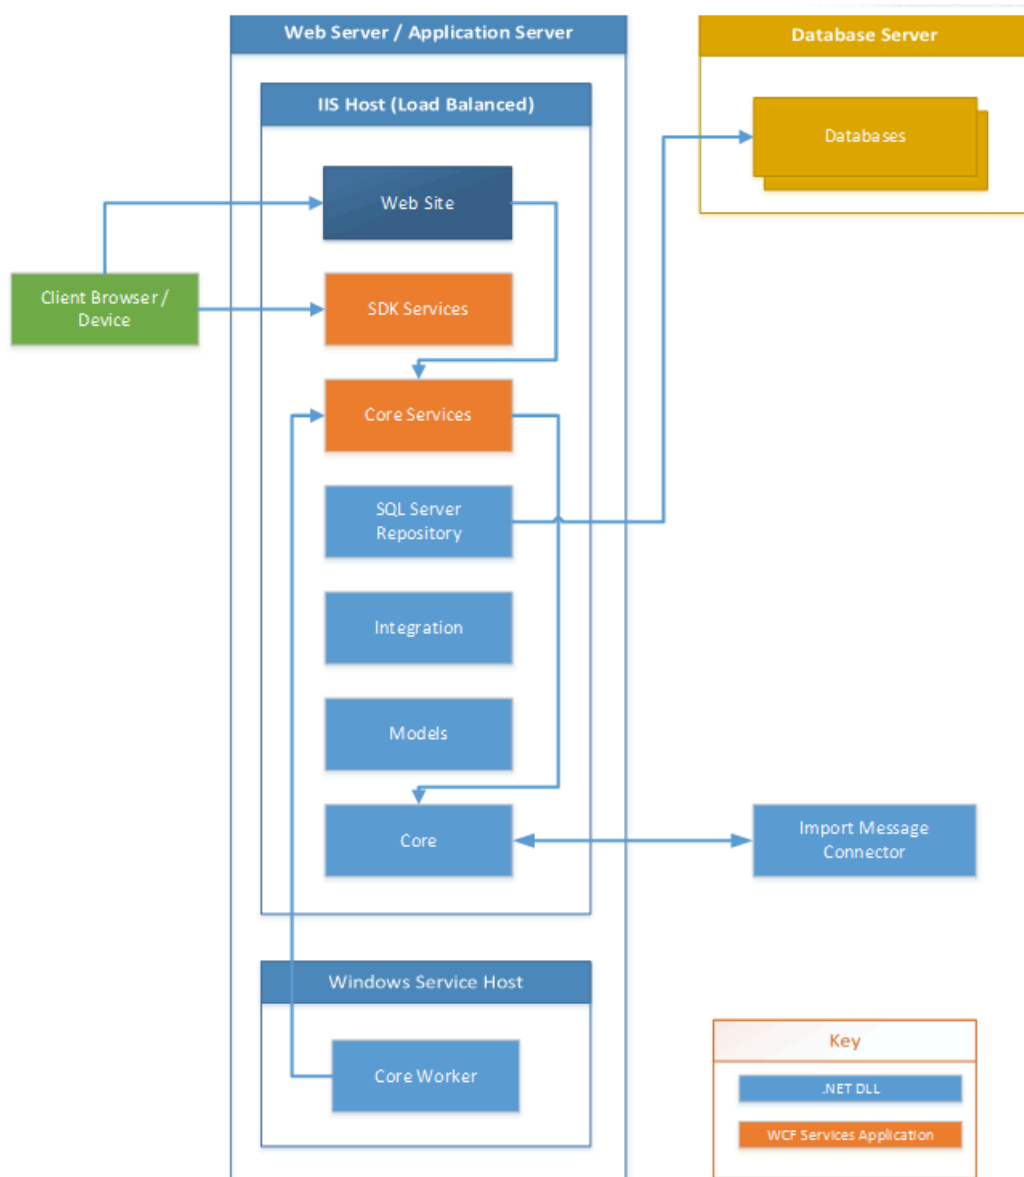 Web Server / Application Server
Database Server
IIS Host (Load Balanced)
Databases
Web Site
Client Browser /
Device
SDK Services
Core Services
SQL Server
Repository
Integration
Models
Core
Import Message
Connector
Windows Service Host
Core Worker
Key
.NET DLL
WCF Services Application